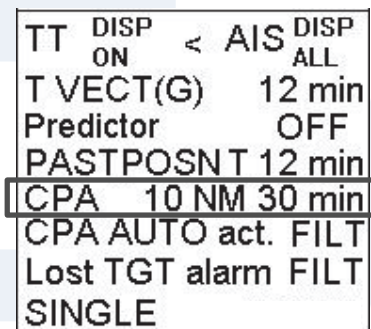 TT DISP ON < AIS DISP ALL
T VECT(G) 12 min
Predictor OFF
PASTPOSN T 12 min
CPA 10 NM 30 min
CPA AUTO act. FILT
Lost TGT alarm FILT
SINGLE